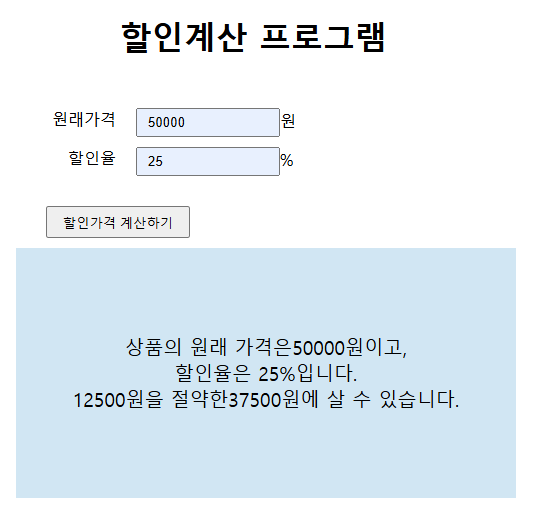 할인계산 프로그램
원래가격 50000 원
할인율 25 %
할인가격 계산하기
상품의 원래 가격은50000원이고,
할인율은 25%입니다.
12500원을 절약한37500원에 살 수 있습니다.